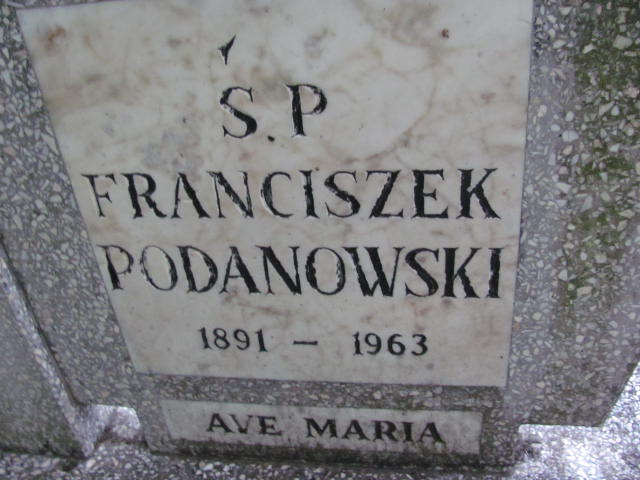 Ś.P
FRANCISZEK
PODANOWSKI
1891 - 1963
AVE MARIA